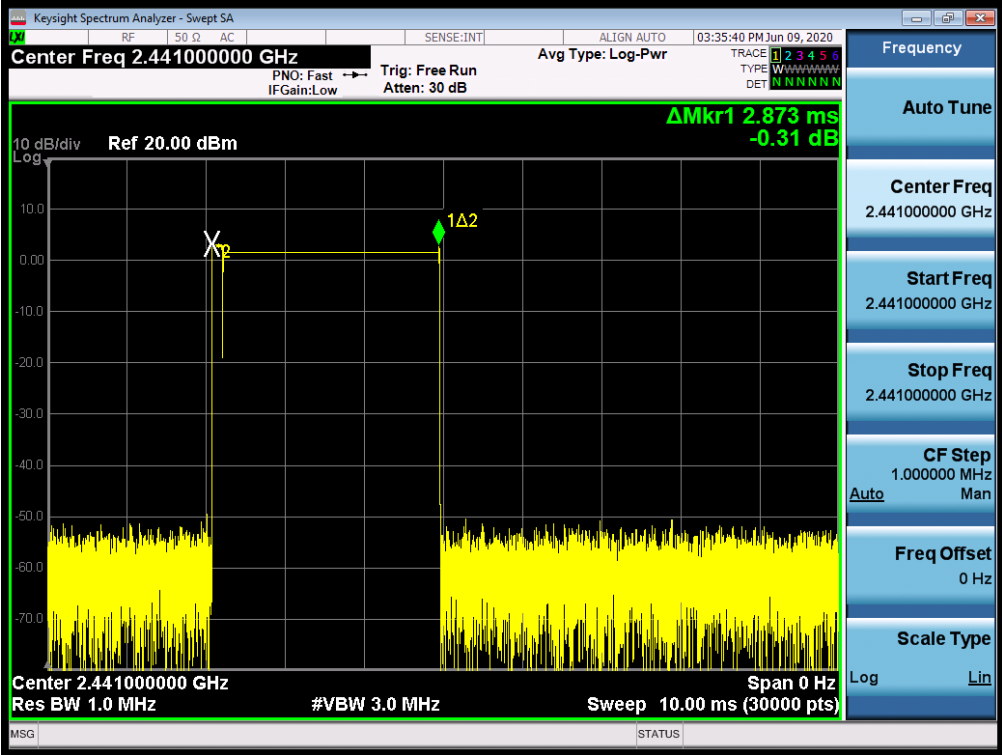 Keysight Spectrum Analyzer - Swept SA
LXI RF 50 Ω AC SENSE:INT ALIGN AUTO 03:35:40 PM Jun 09, 2020
Center Freq 2.441000000 GHz
PNO: Fast
IFGain:Low
Trig: Free Run
Atten: 30 dB
Avg Type: Log-Pwr
TRACE 1 2 3 4 5 6
TYPE WWWWWW
DET N N N N N N
ΔMkr1 2.873 ms
-0.31 dB
10 dB/div Ref 20.00 dBm
Log
10.0
0.00
-10.0
-20.0
-30.0
-40.0
-50.0
-60.0
-70.0
1Δ2
X2
Center 2.441000000 GHz Span 0 Hz
Res BW 1.0 MHz #VBW 3.0 MHz Sweep 10.00 ms (30000 pts)
MSG STATUS
Frequency
Auto Tune
Center Freq
2.441000000 GHz
Start Freq
2.441000000 GHz
Stop Freq
2.441000000 GHz
CF Step
1.000000 MHz
Auto Man
Freq Offset
0 Hz
Scale Type
Log Lin